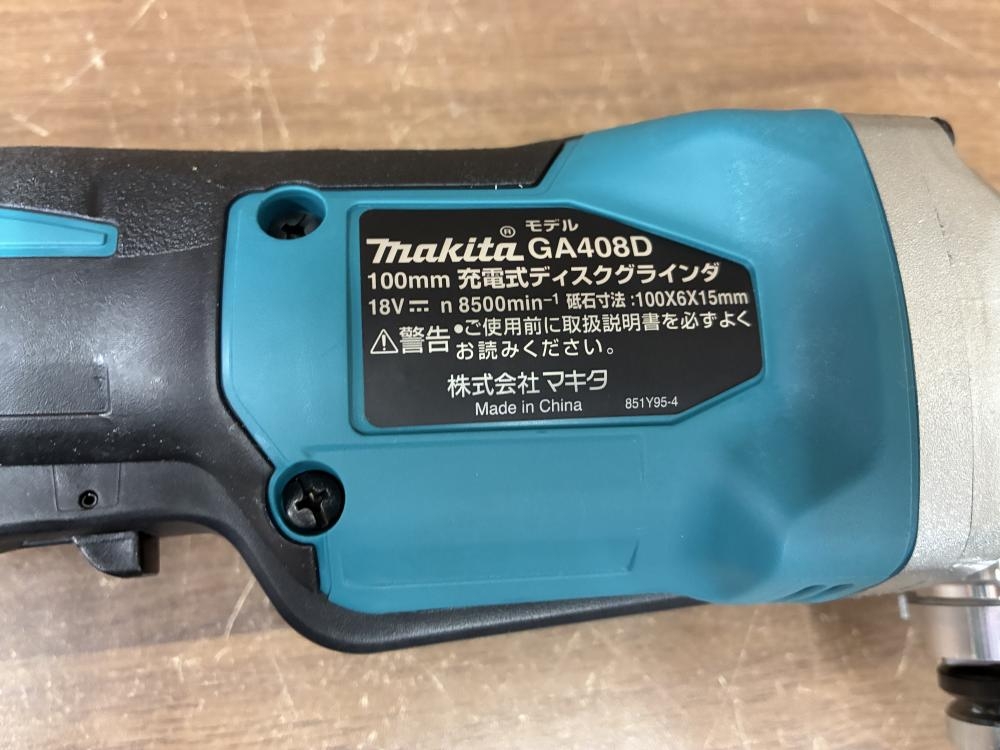 makita® モデル GA408D
100mm 充電式ディスクグラインダ
18V⎓ n 8500min⁻¹ 砥石寸法:100X6X15mm
⚠警告 •ご使用前に取扱説明書を必ずよく
お読みください。
株式会社マキタ
Made in China 851Y95-4